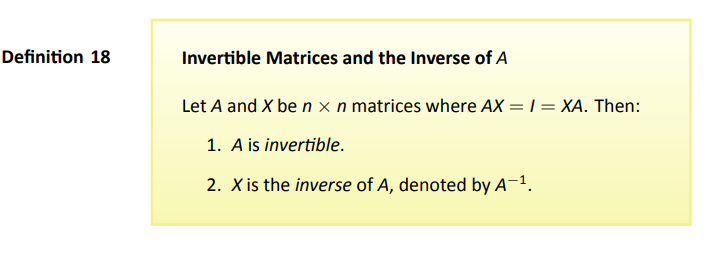 Definition 18
Invertible Matrices and the Inverse of A
Let A and X be n × n matrices where AX = I = XA. Then:
1. A is invertible.
2. X is the inverse of A, denoted by A⁻¹.